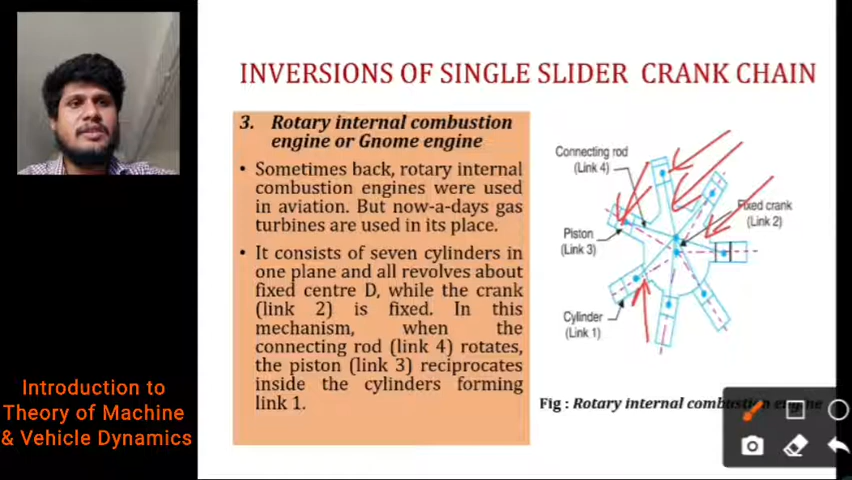 INVERSIONS OF SINGLE SLIDER CRANK CHAIN
3. Rotary internal combustion
engine or Gnome engine
• Sometimes back, rotary internal
combustion engines were used
in aviation. But now-a-days gas
turbines are used in its place.
• It consists of seven cylinders in
one plane and all revolves about
fixed centre D, while the crank
(link 2) is fixed. In this
mechanism, when the
connecting rod (link 4) rotates,
the piston (link 3) reciprocates
inside the cylinders forming
link 1.
Connecting rod
(Link 4)
Fixed crank
(Link 2)
Piston
(Link 3)
Cylinder
(Link 1)
Fig : Rotary internal combustion engine
Introduction to
Theory of Machine
& Vehicle Dynamics